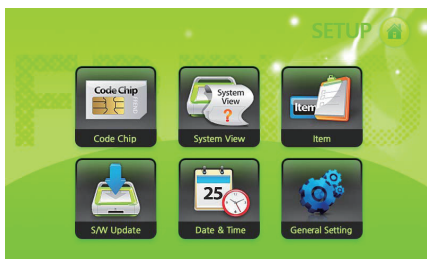 SETUP
Code Chip
System
View
?
Item
Code Chip
System View
Item
25
S/W Update
Date & Time
General Setting